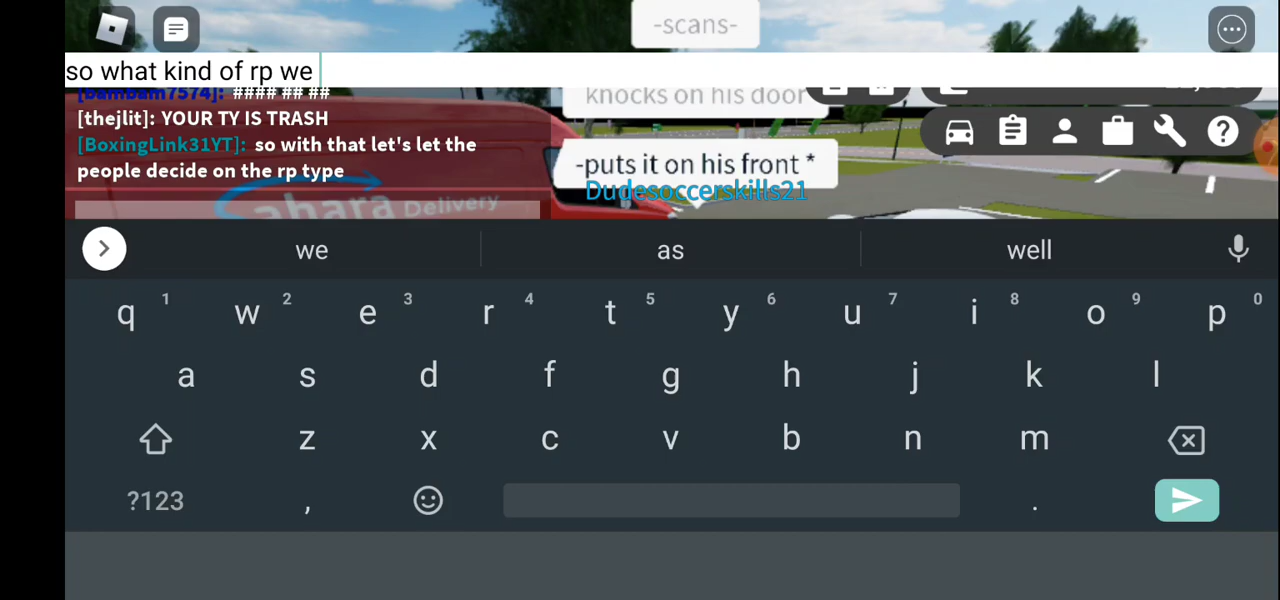 -scans-
so what kind of rp we
[bambam7574j: #### ## ##
[thejlit]: YOUR TY IS TRASH
[BoxingLink31YT]: so with that let's let the
people decide on the rp type
knocks on his door
-puts it on his front *
Dudesoccerskills21
ahara Delivery
we as well
q 1 w 2 e 3 r 4 t 5 y 6 u 7 i 8 o 9 p 0
a s d f g h j k l
z x c v b n m
?123 , .